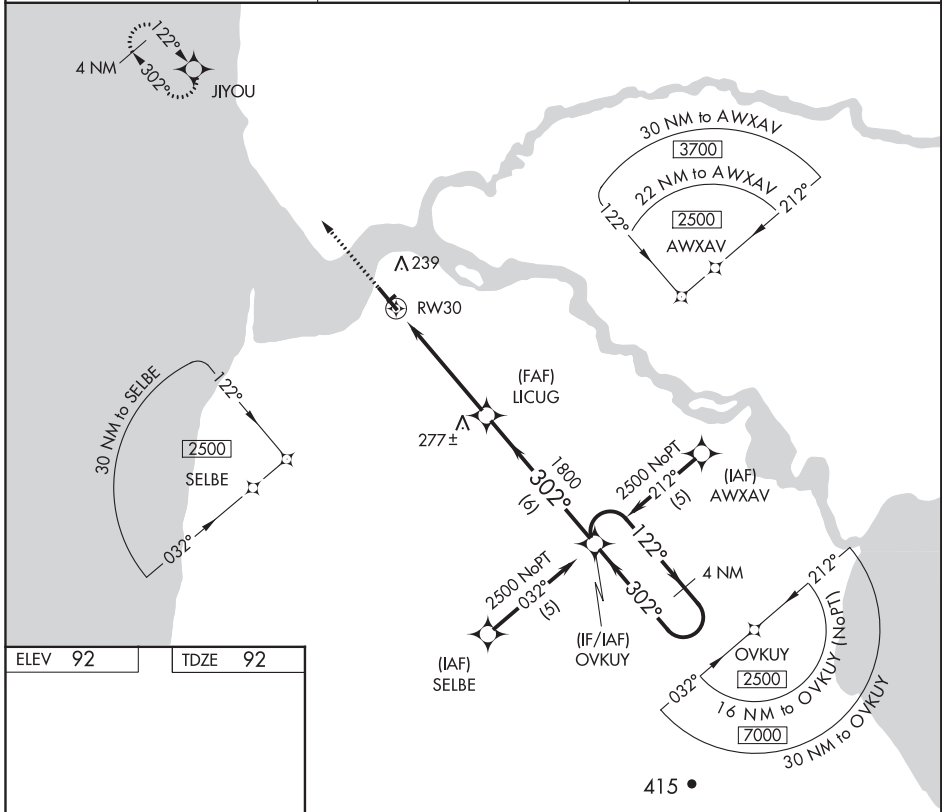 122°
4 NM
302°
JIYOU
30 NM to AWXAV
3700
22 NM to AWXAV
122°
212°
2500
AWXAV
239
RW30
(FAF)
LICUG
277±
30 NM to SELBE
122°
2500
SELBE
032°
1800
302°
(6)
2500 NoPT
212°
(5)
(IAF)
AWXAV
122°
4 NM
302°
2500 NoPT
032°
(5)
(IF/IAF)
OVKUY
(IAF)
SELBE
212°
OVKUY
2500
032°
16 NM to OVKUY (NoPT)
7000
30 NM to OVKUY
ELEV 92
TDZE 92
415